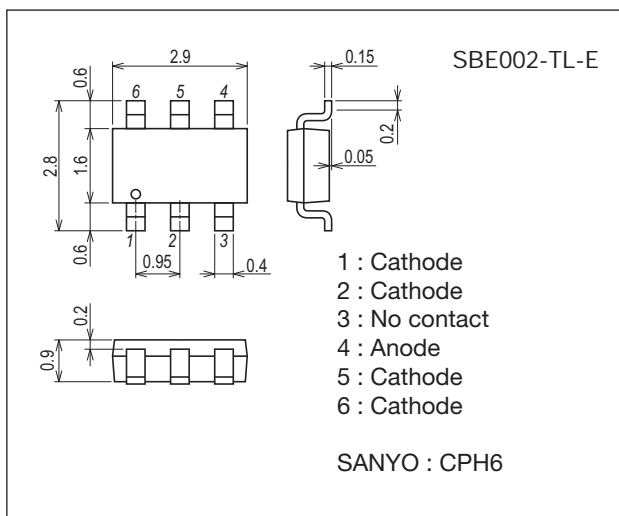 SBE002-TL-E
2.9
0.15
0.6
6 5 4
0.2
2.8
1.6
0.05
1 2 3
0.6
0.95
0.4
0.2
0.9
1 : Cathode
2 : Cathode
3 : No contact
4 : Anode
5 : Cathode
6 : Cathode
SANYO : CPH6